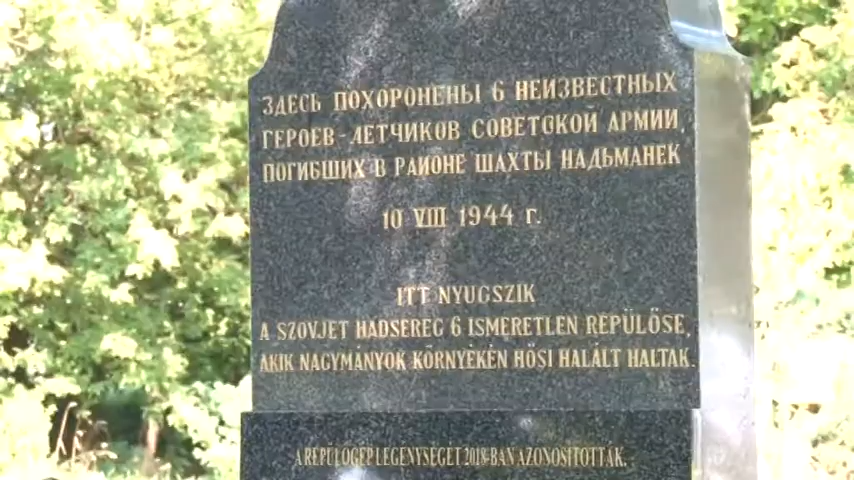 ЗДЕСЬ ПОХОРОНЕНЫ 6 НЕИЗВЕСТНЫХ
ГЕРОЕВ-ЛЕТЧИКОВ СОВЕТСКОЙ АРМИИ,
ПОГИБШИХ В РАЙОНЕ ШАХТЫ НАДЬМАНЕК
10 VIII 1944 г.
ITT NYUGSZIK
A SZOVJET HADSEREG 6 ISMERETLEN REPÜLŐSE,
AKIK NAGYMÁNYOK KÖRNYÉKÉN HŐSI HALÁLT HALTAK.
A REPÜLŐGÉP LEGÉNYSÉGÉT 2018-BAN AZONOSÍTOTTÁK.